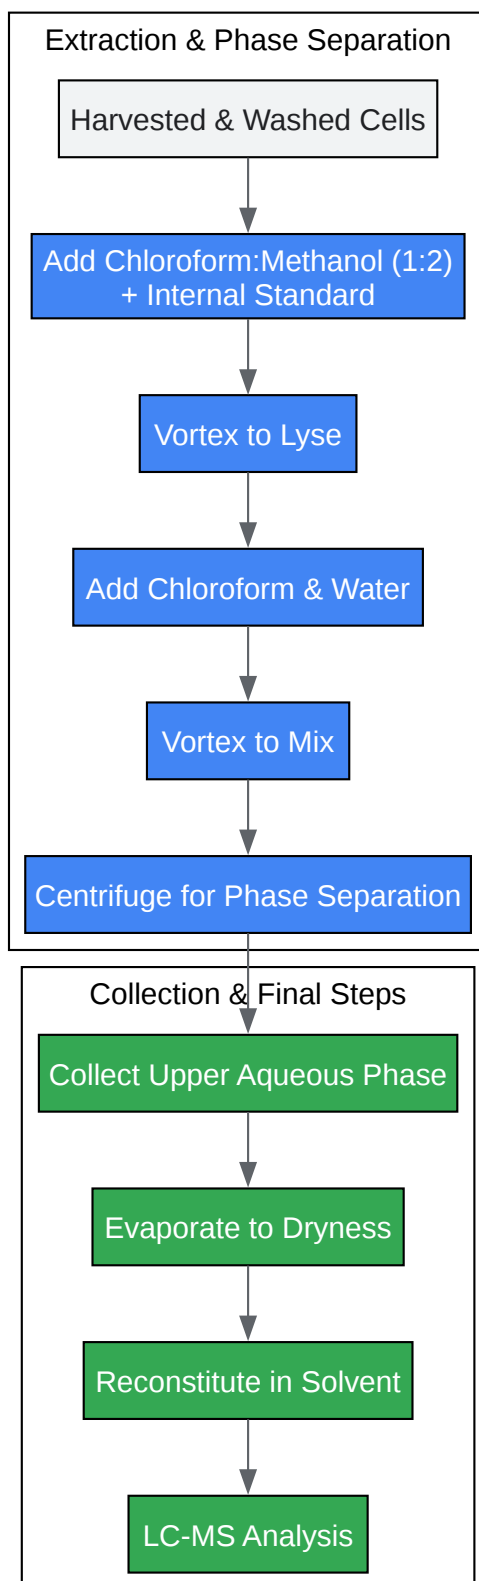 Extraction & Phase Separation
Harvested & Washed Cells
Add Chloroform:Methanol (1:2)
+ Internal Standard
Vortex to Lyse
Add Chloroform & Water
Vortex to Mix
Centrifuge for Phase Separation
Collection & Final Steps
Collect Upper Aqueous Phase
Evaporate to Dryness
Reconstitute in Solvent
LC-MS Analysis